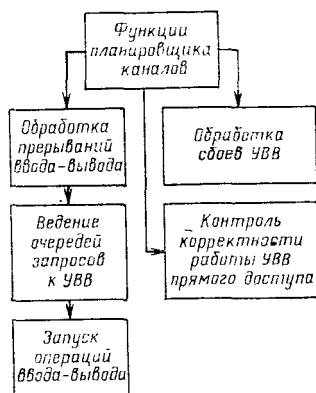 Функции
планировщика
каналов
Обработка
прерываний
ввода-вывода
Обработка
сбоев УВВ
Ведение
очередей
запросов
к УВВ
Контроль
корректности
работы УВВ
прямого доступа
Запуск
операций
ввода-вывода